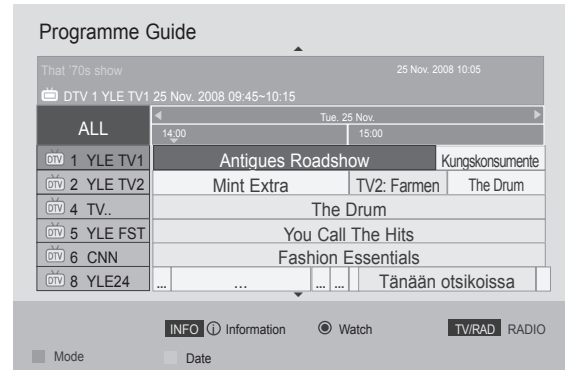 Programme Guide
That '70s show 25 Nov. 2008 10:05
DTV 1 YLE TV1 25 Nov. 2008 09:45~10:15
ALL
Tue. 25 Nov.
14:00 15:00
DTV 1 YLE TV1 Antigues Roadshow Kungskonsumente
DTV 2 YLE TV2 Mint Extra TV2: Farmen The Drum
DTV 4 TV.. The Drum
DTV 5 YLE FST You Call The Hits
DTV 6 CNN Fashion Essentials
DTV 8 YLE24 ... ... ... ... Tänään otsikoissa
INFO ⓘ Information ◉ Watch TV/RAD RADIO
Mode Date